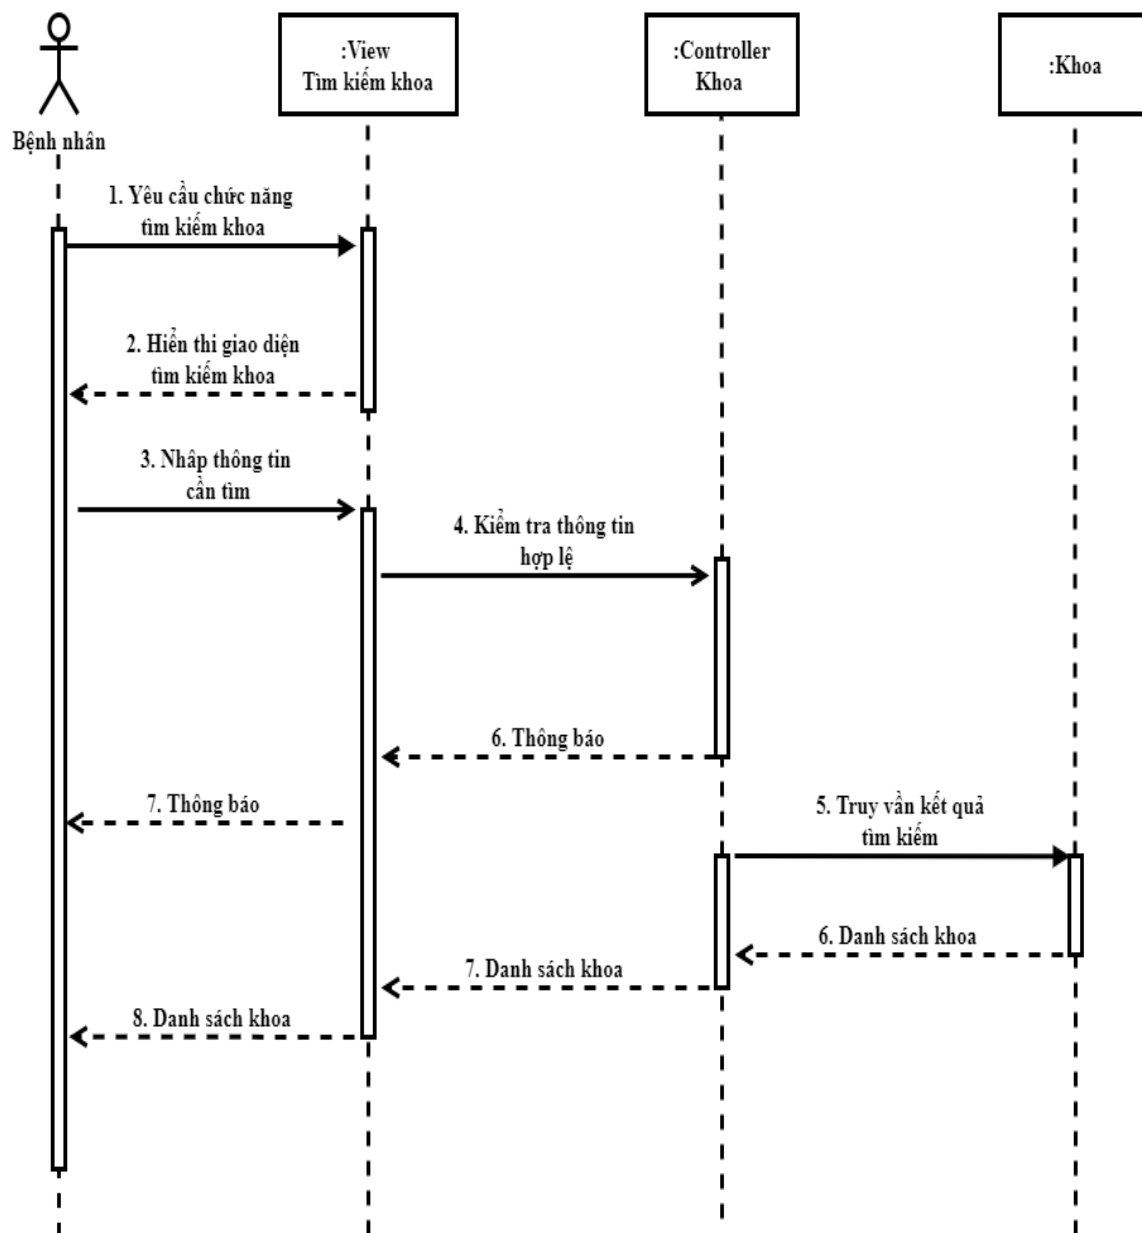 :View
Tìm kiếm khoa
:Controller
Khoa
:Khoa
Bệnh nhân
1. Yêu cầu chức năng
tìm kiếm khoa
2. Hiển thi giao diện
tìm kiếm khoa
3. Nhâp thông tin
cần tìm
4. Kiểm tra thông tin
hợp lệ
6. Thông báo
7. Thông báo
5. Truy vấn kết quả
tìm kiếm
6. Danh sách khoa
7. Danh sách khoa
8. Danh sách khoa